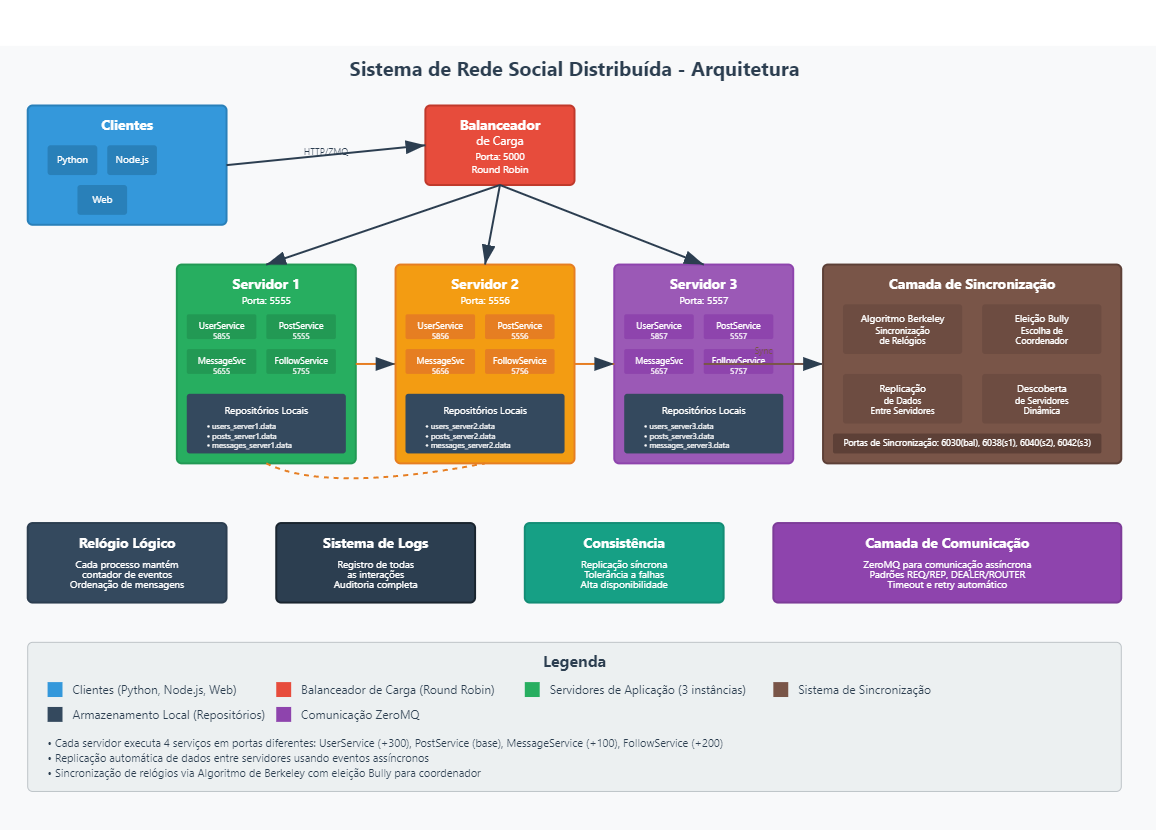 Sistema de Rede Social Distribuída - Arquitetura
Clientes
Python
Node.js
Web
HTTP/ZMQ
Balanceador
de Carga
Porta: 5000
Round Robin
Servidor 1
Porta: 5555
UserService
5855
PostService
5555
MessageSvc
5655
FollowService
5755
Repositórios Locais
• users_server1.data
• posts_server1.data
• messages_server1.data
Servidor 2
Porta: 5556
UserService
5856
PostService
5556
MessageSvc
5656
FollowService
5756
Repositórios Locais
• users_server2.data
• posts_server2.data
• messages_server2.data
Servidor 3
Porta: 5557
UserService
5857
PostService
5557
MessageSvc
5657
FollowService
5757
Repositórios Locais
• users_server3.data
• posts_server3.data
• messages_server3.data
Camada de Sincronização
Algoritmo Berkeley
Sincronização
de Relógios
Eleição Bully
Escolha de
Coordenador
Replicação
de Dados
Entre Servidores
Descoberta
de Servidores
Dinâmica
Portas de Sincronização: 6030(bal), 6038(s1), 6040(s2), 6042(s3)
Relógio Lógico
Cada processo mantém
contador de eventos
Ordenação de mensagens
Sistema de Logs
Registro de todas
as interações
Auditoria completa
Consistência
Replicação síncrona
Tolerância a falhas
Alta disponibilidade
Camada de Comunicação
ZeroMQ para comunicação assíncrona
Padrões REQ/REP, DEALER/ROUTER
Timeout e retry automático
Legenda
Clientes (Python, Node.js, Web)
Balanceador de Carga (Round Robin)
Servidores de Aplicação (3 instâncias)
Sistema de Sincronização
Armazenamento Local (Repositórios)
Comunicação ZeroMQ
• Cada servidor executa 4 serviços em portas diferentes: UserService (+300), PostService (base), MessageService (+100), FollowService (+200)
• Replicação automática de dados entre servidores usando eventos assíncronos
• Sincronização de relógios via Algoritmo de Berkeley com eleição Bully para coordenador